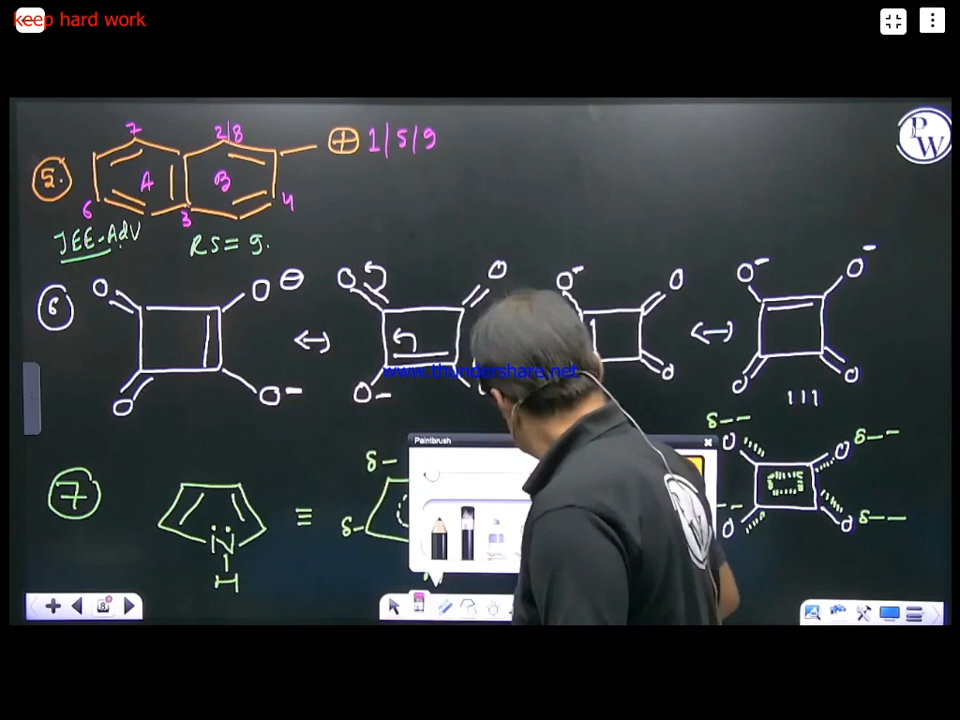 keep hard work
PW
5.
7
2/8
⊕ 1/5/9
A
B
6
3
4
JEE-Adv
RS = 9.
6
O
O ⊖
O
O-
↔
O
O
O-
O-
O
O
↔
O-
O-
O
O
www.thundershare.net
7
N
H
≡
δ-
δ-
Paintbrush
δ--
O
O
δ--
O
O
δ--